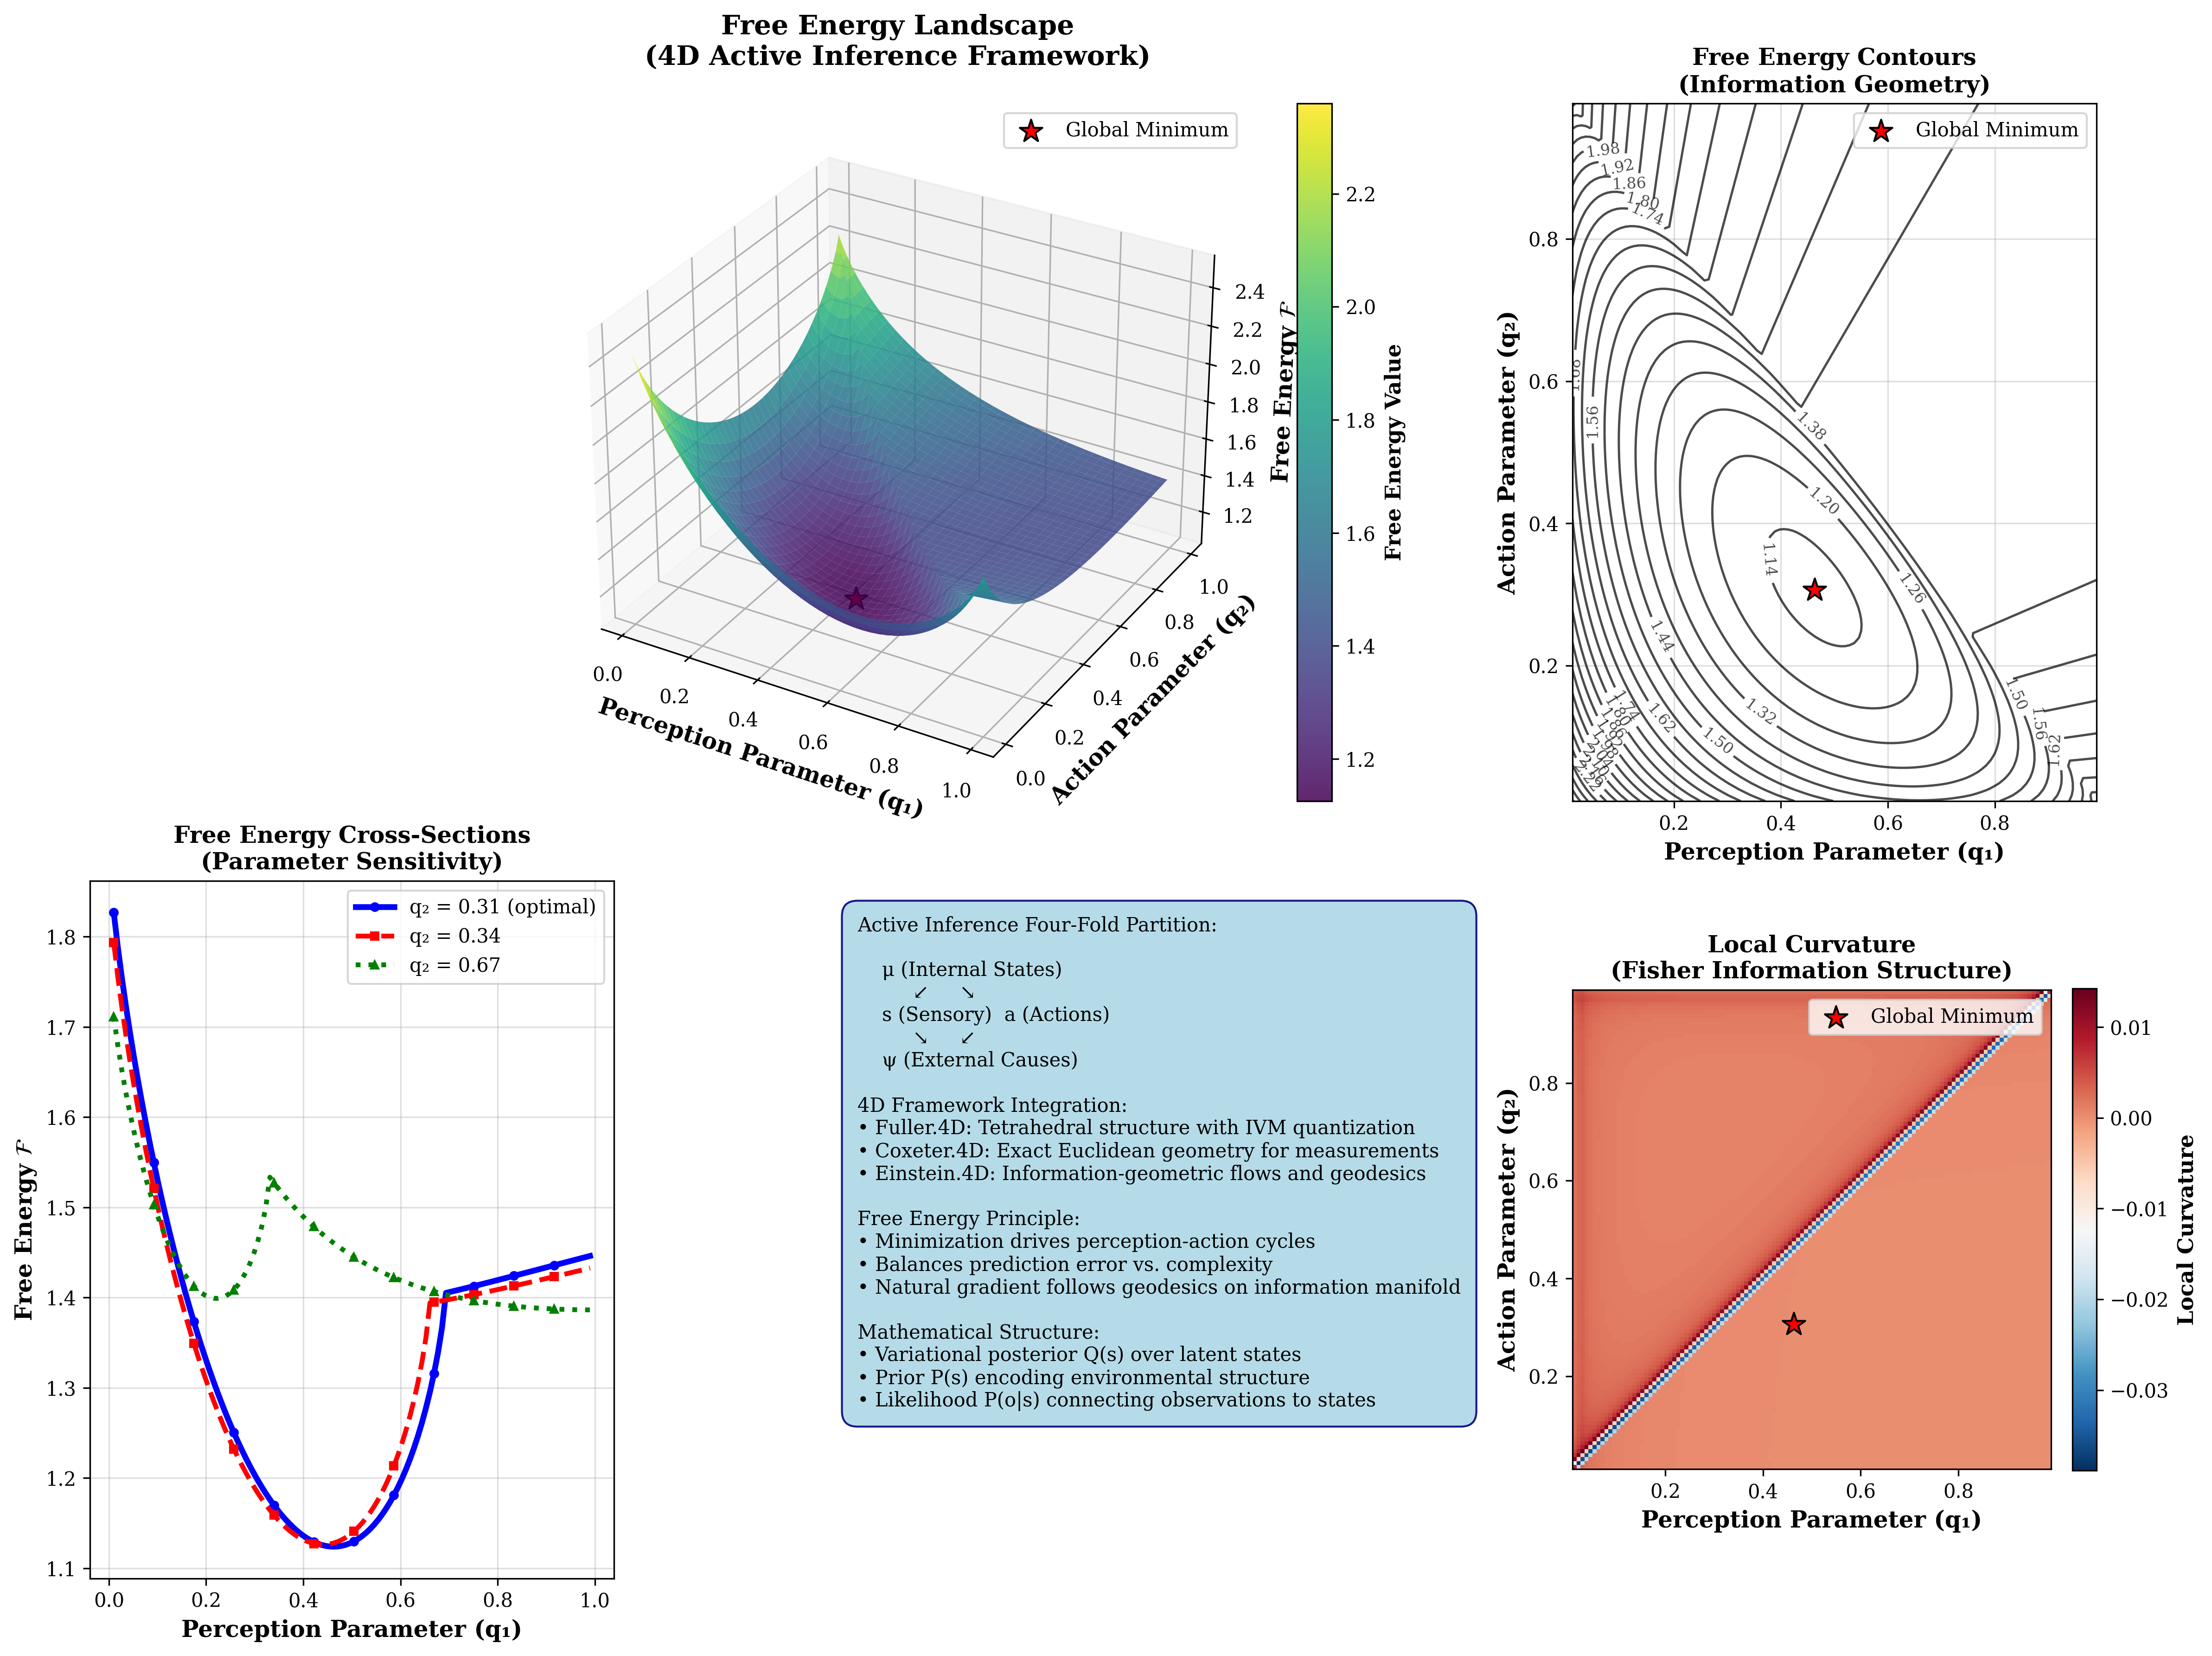 Free Energy Landscape
(4D Active Inference Framework)
Global Minimum
2.4
2.2
2.0
1.8
1.6
1.4
1.2
Free Energy ℱ
0.0
0.2
0.4
0.6
0.8
1.0
Perception Parameter (q₁)
0.0
0.2
0.4
0.6
0.8
1.0
Action Parameter (q₂)
2.2
2.0
1.8
1.6
1.4
1.2
Free Energy Value
Free Energy Contours
(Information Geometry)
Global Minimum
1.98
1.92
1.86
1.80
1.74
1.56
1.38
1.20
1.14
1.26
1.44
1.32
1.62
1.50
1.74
1.80
1.86
1.50
1.56
1.62
0.8
0.6
0.4
0.2
Action Parameter (q₂)
0.2
0.4
0.6
0.8
Perception Parameter (q₁)
Free Energy Cross-Sections
(Parameter Sensitivity)
q₂ = 0.31 (optimal)
q₂ = 0.34
q₂ = 0.67
1.8
1.7
1.6
1.5
1.4
1.3
1.2
1.1
Free Energy ℱ
0.0
0.2
0.4
0.6
0.8
1.0
Perception Parameter (q₁)
Active Inference Four-Fold Partition:
μ (Internal States)
↙ ↘
s (Sensory) a (Actions)
↘ ↙
ψ (External Causes)
4D Framework Integration:
• Fuller.4D: Tetrahedral structure with IVM quantization
• Coxeter.4D: Exact Euclidean geometry for measurements
• Einstein.4D: Information-geometric flows and geodesics
Free Energy Principle:
• Minimization drives perception-action cycles
• Balances prediction error vs. complexity
• Natural gradient follows geodesics on information manifold
Mathematical Structure:
• Variational posterior Q(s) over latent states
• Prior P(s) encoding environmental structure
• Likelihood P(o|s) connecting observations to states
Local Curvature
(Fisher Information Structure)
Global Minimum
0.8
0.6
0.4
0.2
Action Parameter (q₂)
0.2
0.4
0.6
0.8
Perception Parameter (q₁)
0.01
0.00
−0.01
−0.02
−0.03
Local Curvature